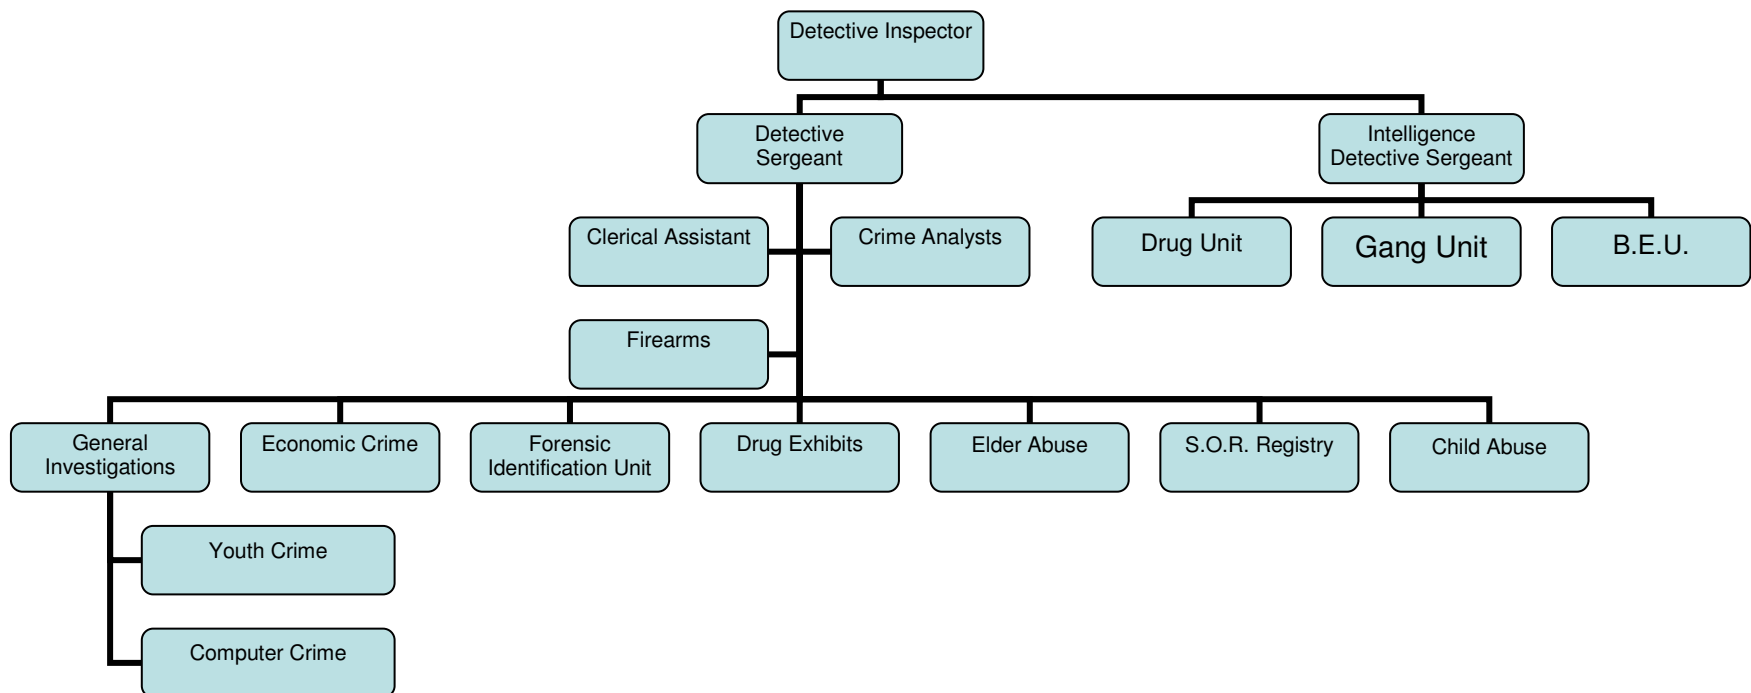 Detective Inspector
Detective
Sergeant
Intelligence
Detective Sergeant
Clerical Assistant
Crime Analysts
Drug Unit
Gang Unit
B.E.U.
Firearms
General
Investigations
Economic Crime
Forensic
Identification Unit
Drug Exhibits
Elder Abuse
S.O.R. Registry
Child Abuse
Youth Crime
Computer Crime